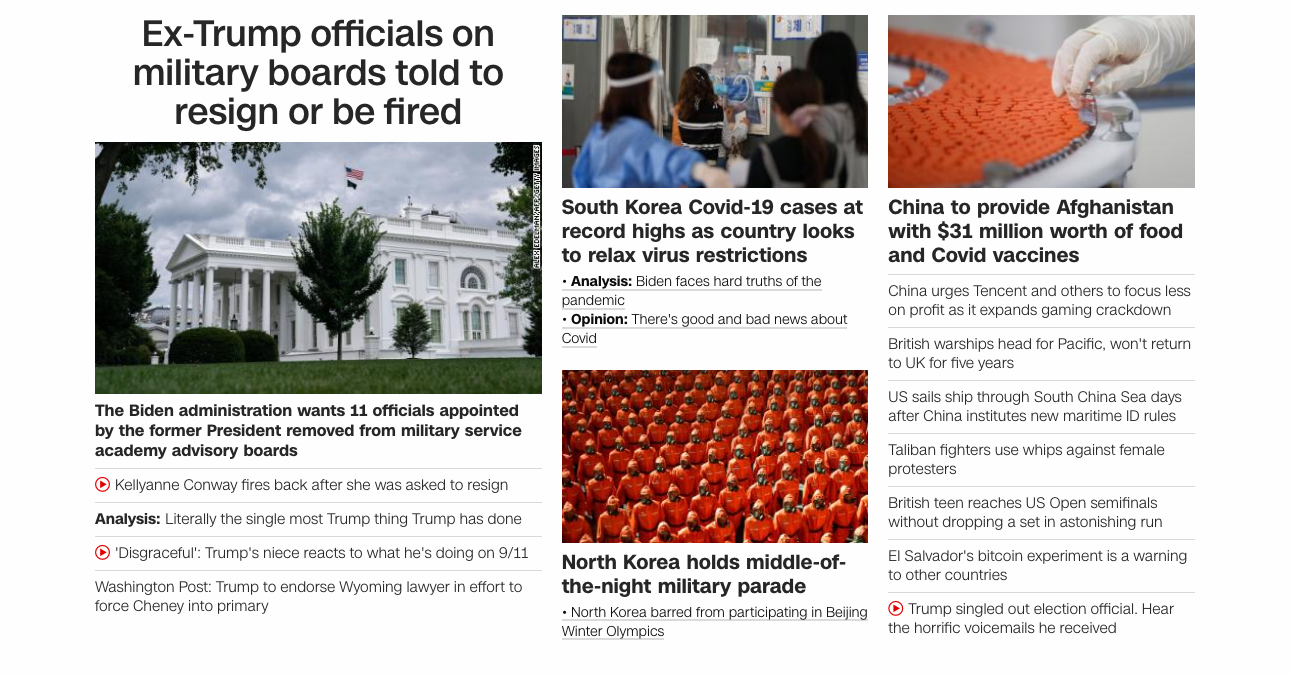 Ex-Trump officials on
military boards told to
resign or be fired
The Biden administration wants 11 officials appointed
by the former President removed from military service
academy advisory boards
Kellyanne Conway fires back after she was asked to resign
Analysis: Literally the single most Trump thing Trump has done
'Disgraceful': Trump's niece reacts to what he's doing on 9/11
Washington Post: Trump to endorse Wyoming lawyer in effort to
force Cheney into primary
South Korea Covid-19 cases at
record highs as country looks
to relax virus restrictions
• Analysis: Biden faces hard truths of the
pandemic
• Opinion: There's good and bad news about
Covid
North Korea holds middle-of-
the-night military parade
• North Korea barred from participating in Beijing
Winter Olympics
China to provide Afghanistan
with $31 million worth of food
and Covid vaccines
China urges Tencent and others to focus less
on profit as it expands gaming crackdown
British warships head for Pacific, won't return
to UK for five years
US sails ship through South China Sea days
after China institutes new maritime ID rules
Taliban fighters use whips against female
protesters
British teen reaches US Open semifinals
without dropping a set in astonishing run
El Salvador's bitcoin experiment is a warning
to other countries
Trump singled out election official. Hear
the horrific voicemails he received